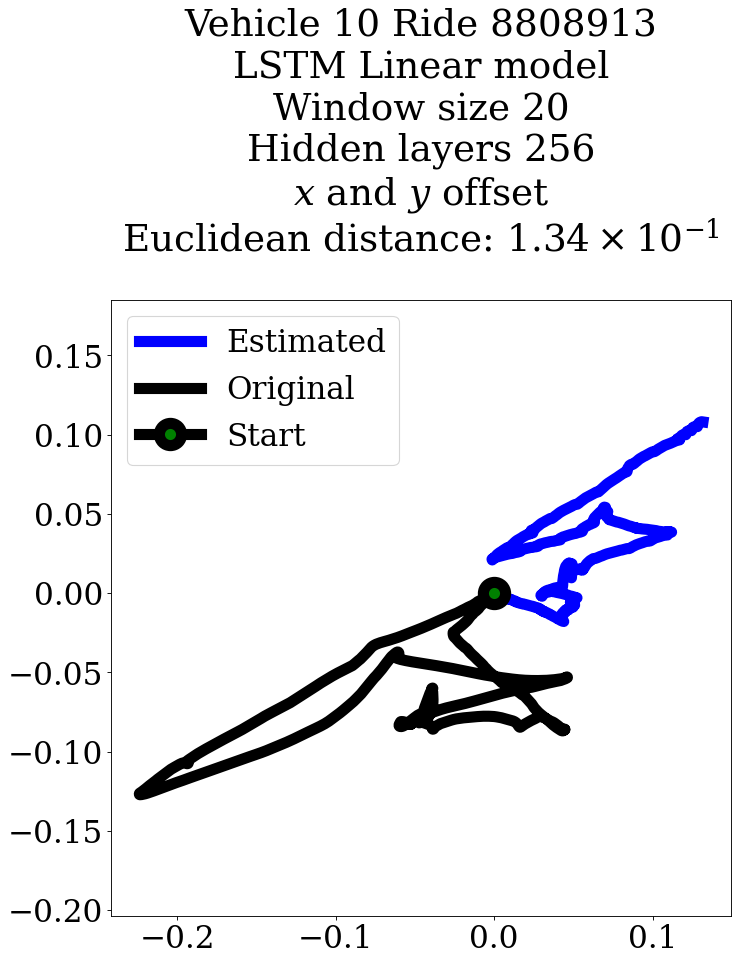 Vehicle 10 Ride 8808913
LSTM Linear model
Window size 20
Hidden layers 256
x and y offset
Euclidean distance: 1.34 × 10⁻¹
Estimated
Original
Start
0.15
0.10
0.05
0.00
−0.05
−0.10
−0.15
−0.20
−0.2 −0.1 0.0 0.1